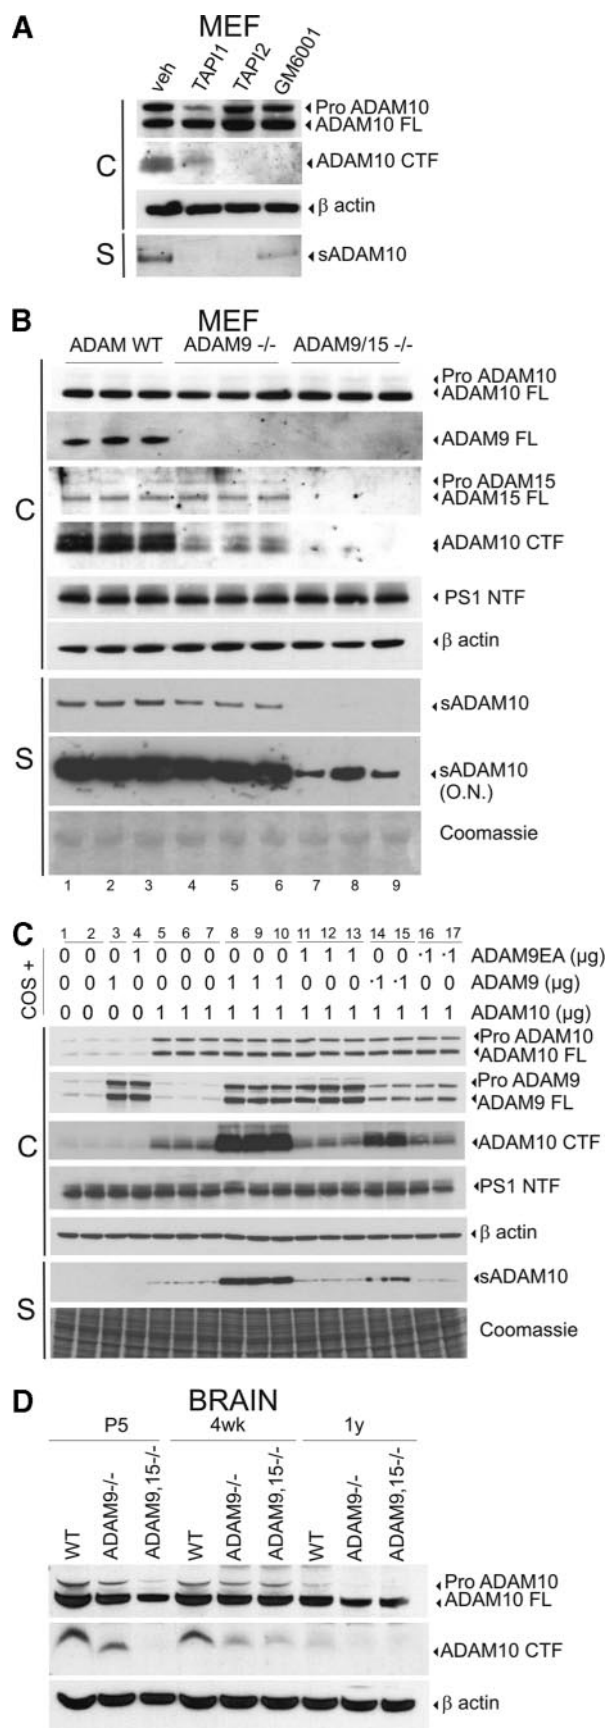 A
MEF
veh TAPI1 TAPI2 GM6001
Pro ADAM10
ADAM10 FL
C
ADAM10 CTF
β actin
S
sADAM10
B
MEF
ADAM WT ADAM9 -/- ADAM9/15 -/-
Pro ADAM10
ADAM10 FL
ADAM9 FL
Pro ADAM15
ADAM15 FL
C
ADAM10 CTF
PS1 NTF
β actin
sADAM10
S
sADAM10
(O.N.)
Coomassie
1 2 3 4 5 6 7 8 9
C
1 2 3 4 5 6 7 8 9 10 11 12 13 14 15 16 17
COS +
0 0 0 1 0 0 0 0 0 0 1 1 1 0 0 ·1 ·1 ADAM9EA (µg)
0 0 1 0 0 0 0 1 1 1 0 0 0 ·1 ·1 0 0 ADAM9 (µg)
0 0 0 0 1 1 1 1 1 1 1 1 1 1 1 1 1 ADAM10 (µg)
Pro ADAM10
ADAM10 FL
Pro ADAM9
ADAM9 FL
C
ADAM10 CTF
PS1 NTF
β actin
S
sADAM10
Coomassie
D
BRAIN
P5 4wk 1y
WT ADAM9-/- ADAM9,15-/- WT ADAM9-/- ADAM9,15-/- WT ADAM9-/- ADAM9,15-/-
Pro ADAM10
ADAM10 FL
ADAM10 CTF
β actin